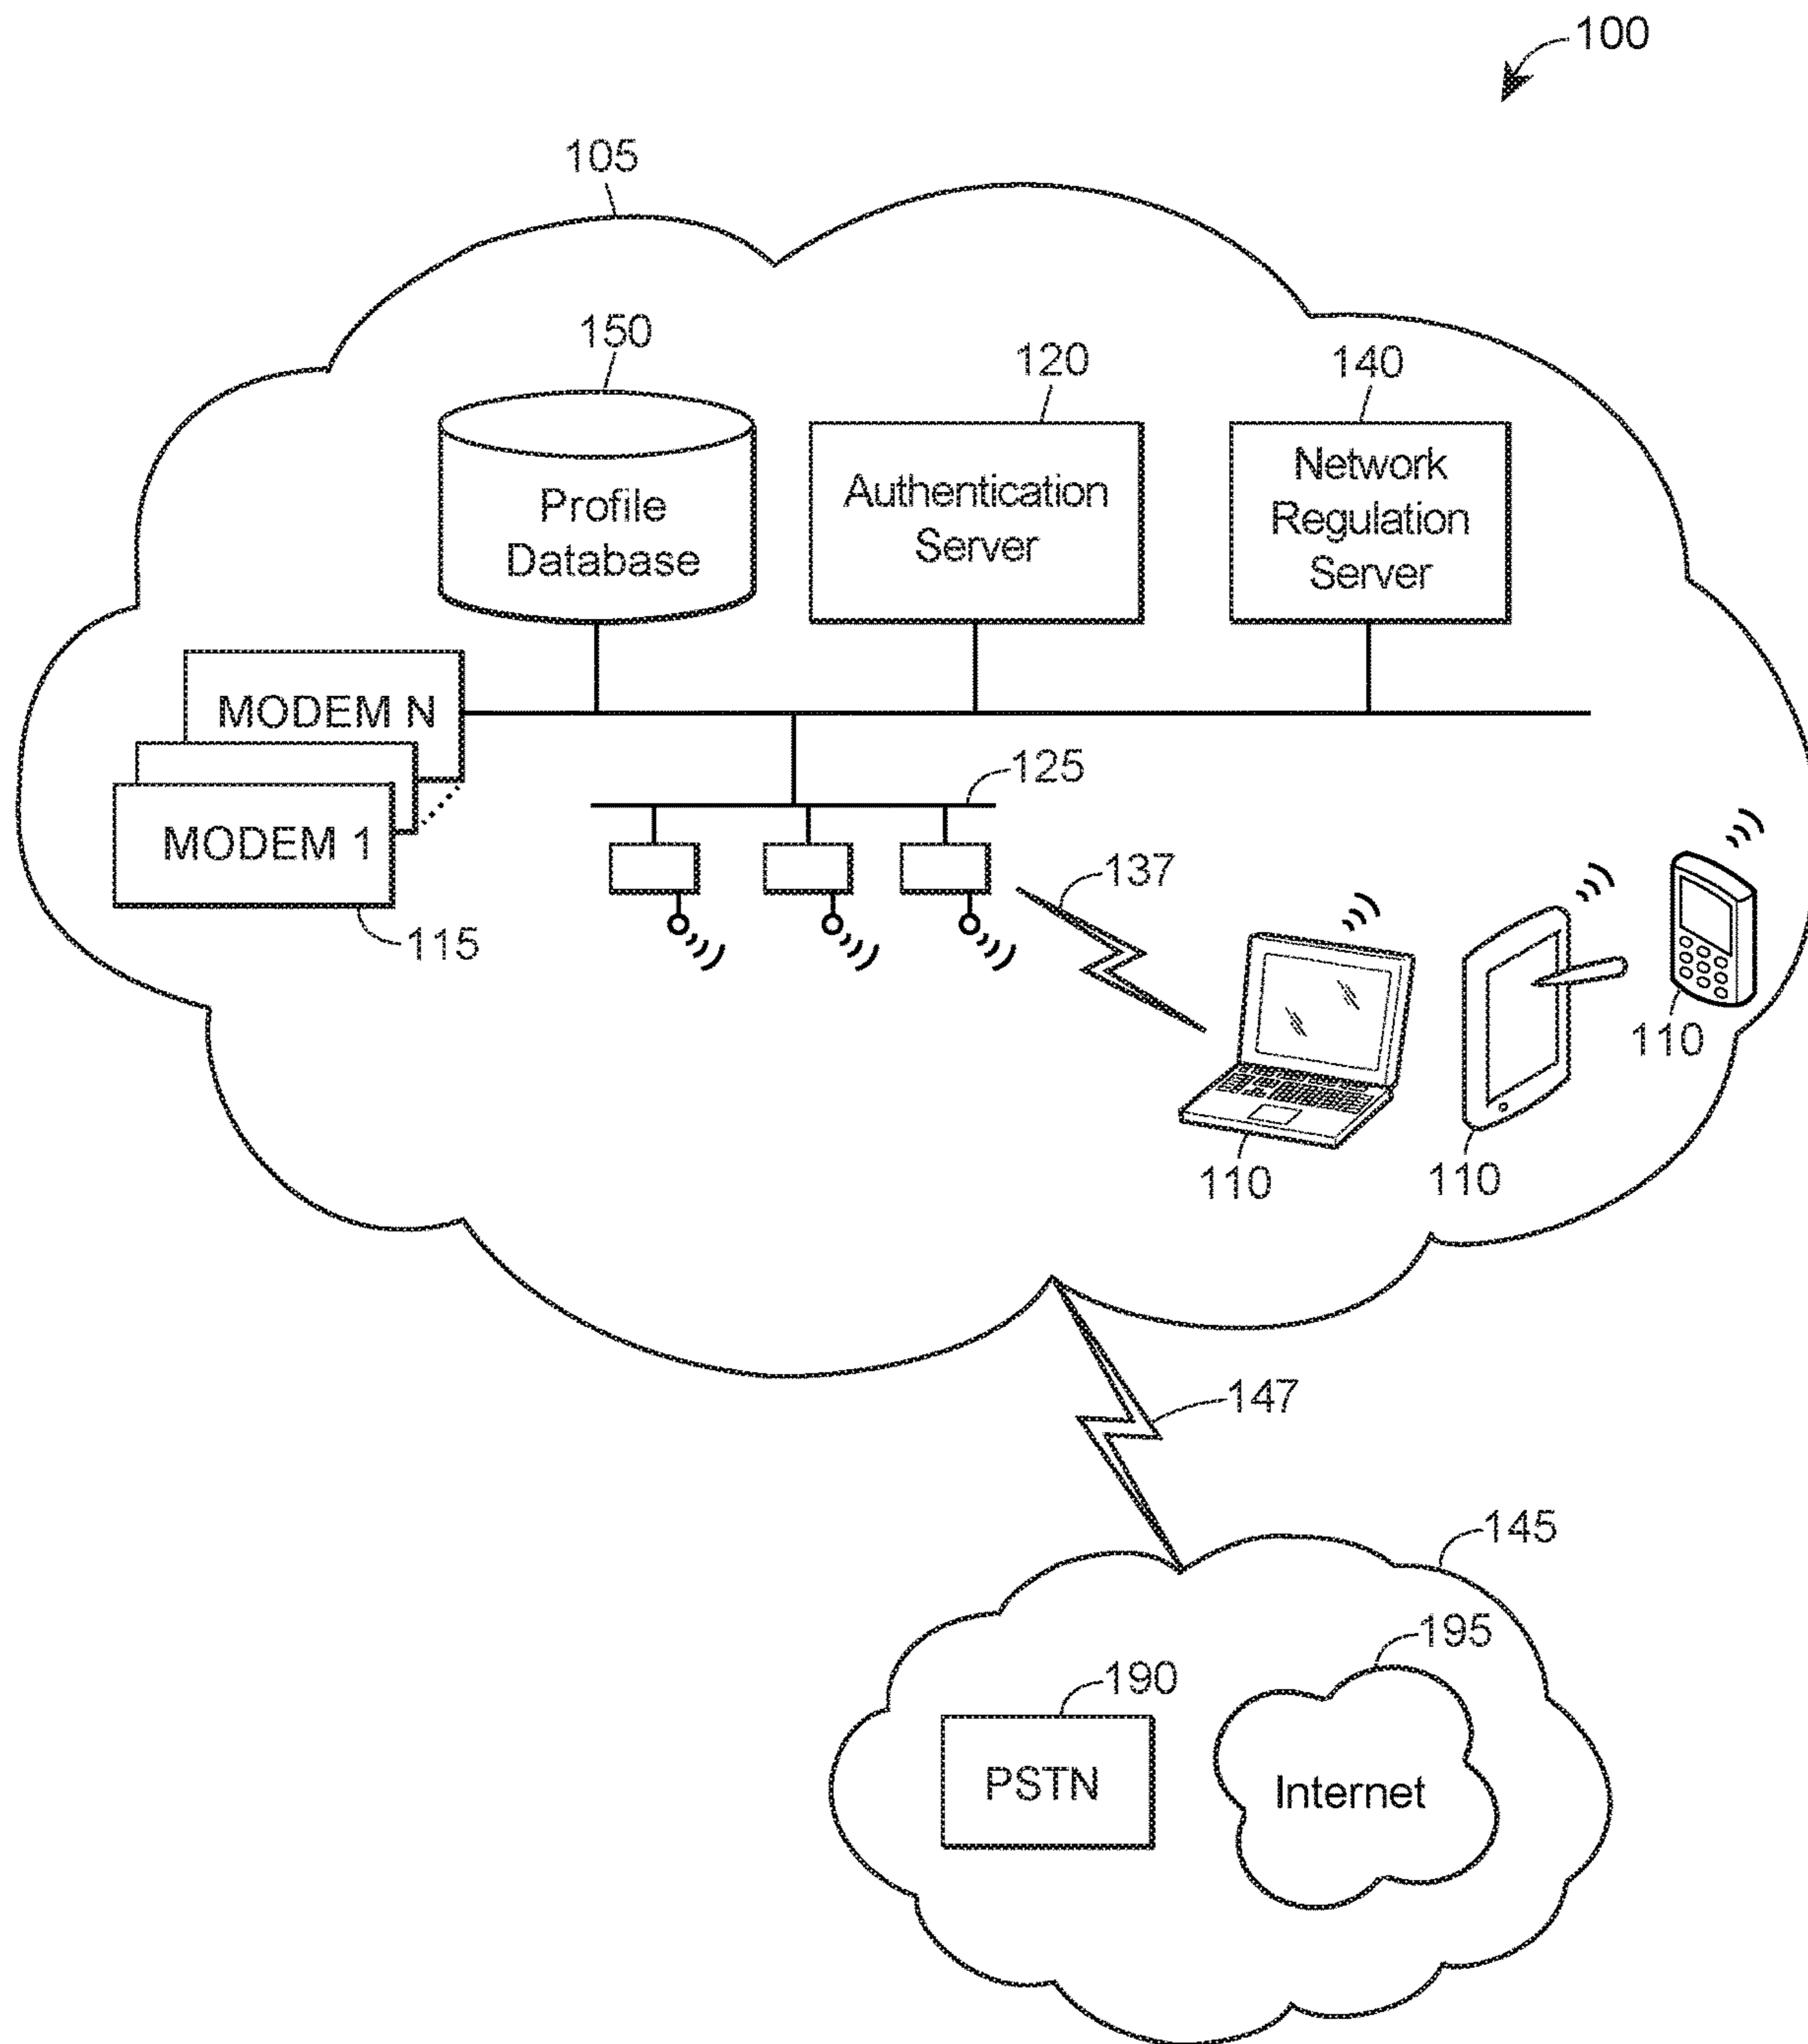 100
105
150
120
140
Profile
Database
Authentication
Server
Network
Regulation
Server
MODEM N
MODEM 1
115
125
137
110
110
110
147
145
190
195
PSTN
Internet